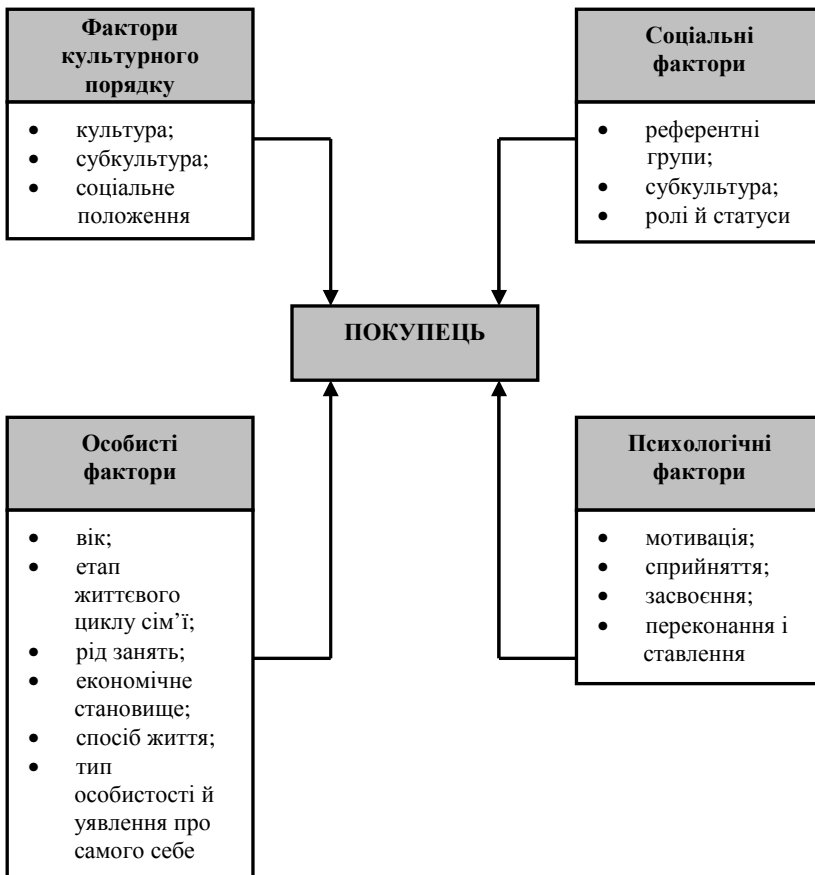 Фактори
культурного
порядку
• культура;
• субкультура;
• соціальне
положення
Соціальні
фактори
• референтні
групи;
• субкультура;
• ролі й статуси
ПОКУПЕЦЬ
Особисті
фактори
• вік;
• етап
життєвого
циклу сім’ї;
• рід занять;
• економічне
становище;
• спосіб життя;
• тип
особистості й
уявлення про
самого себе
Психологічні
фактори
• мотивація;
• сприйняття;
• засвоєння;
• переконання і
ставлення